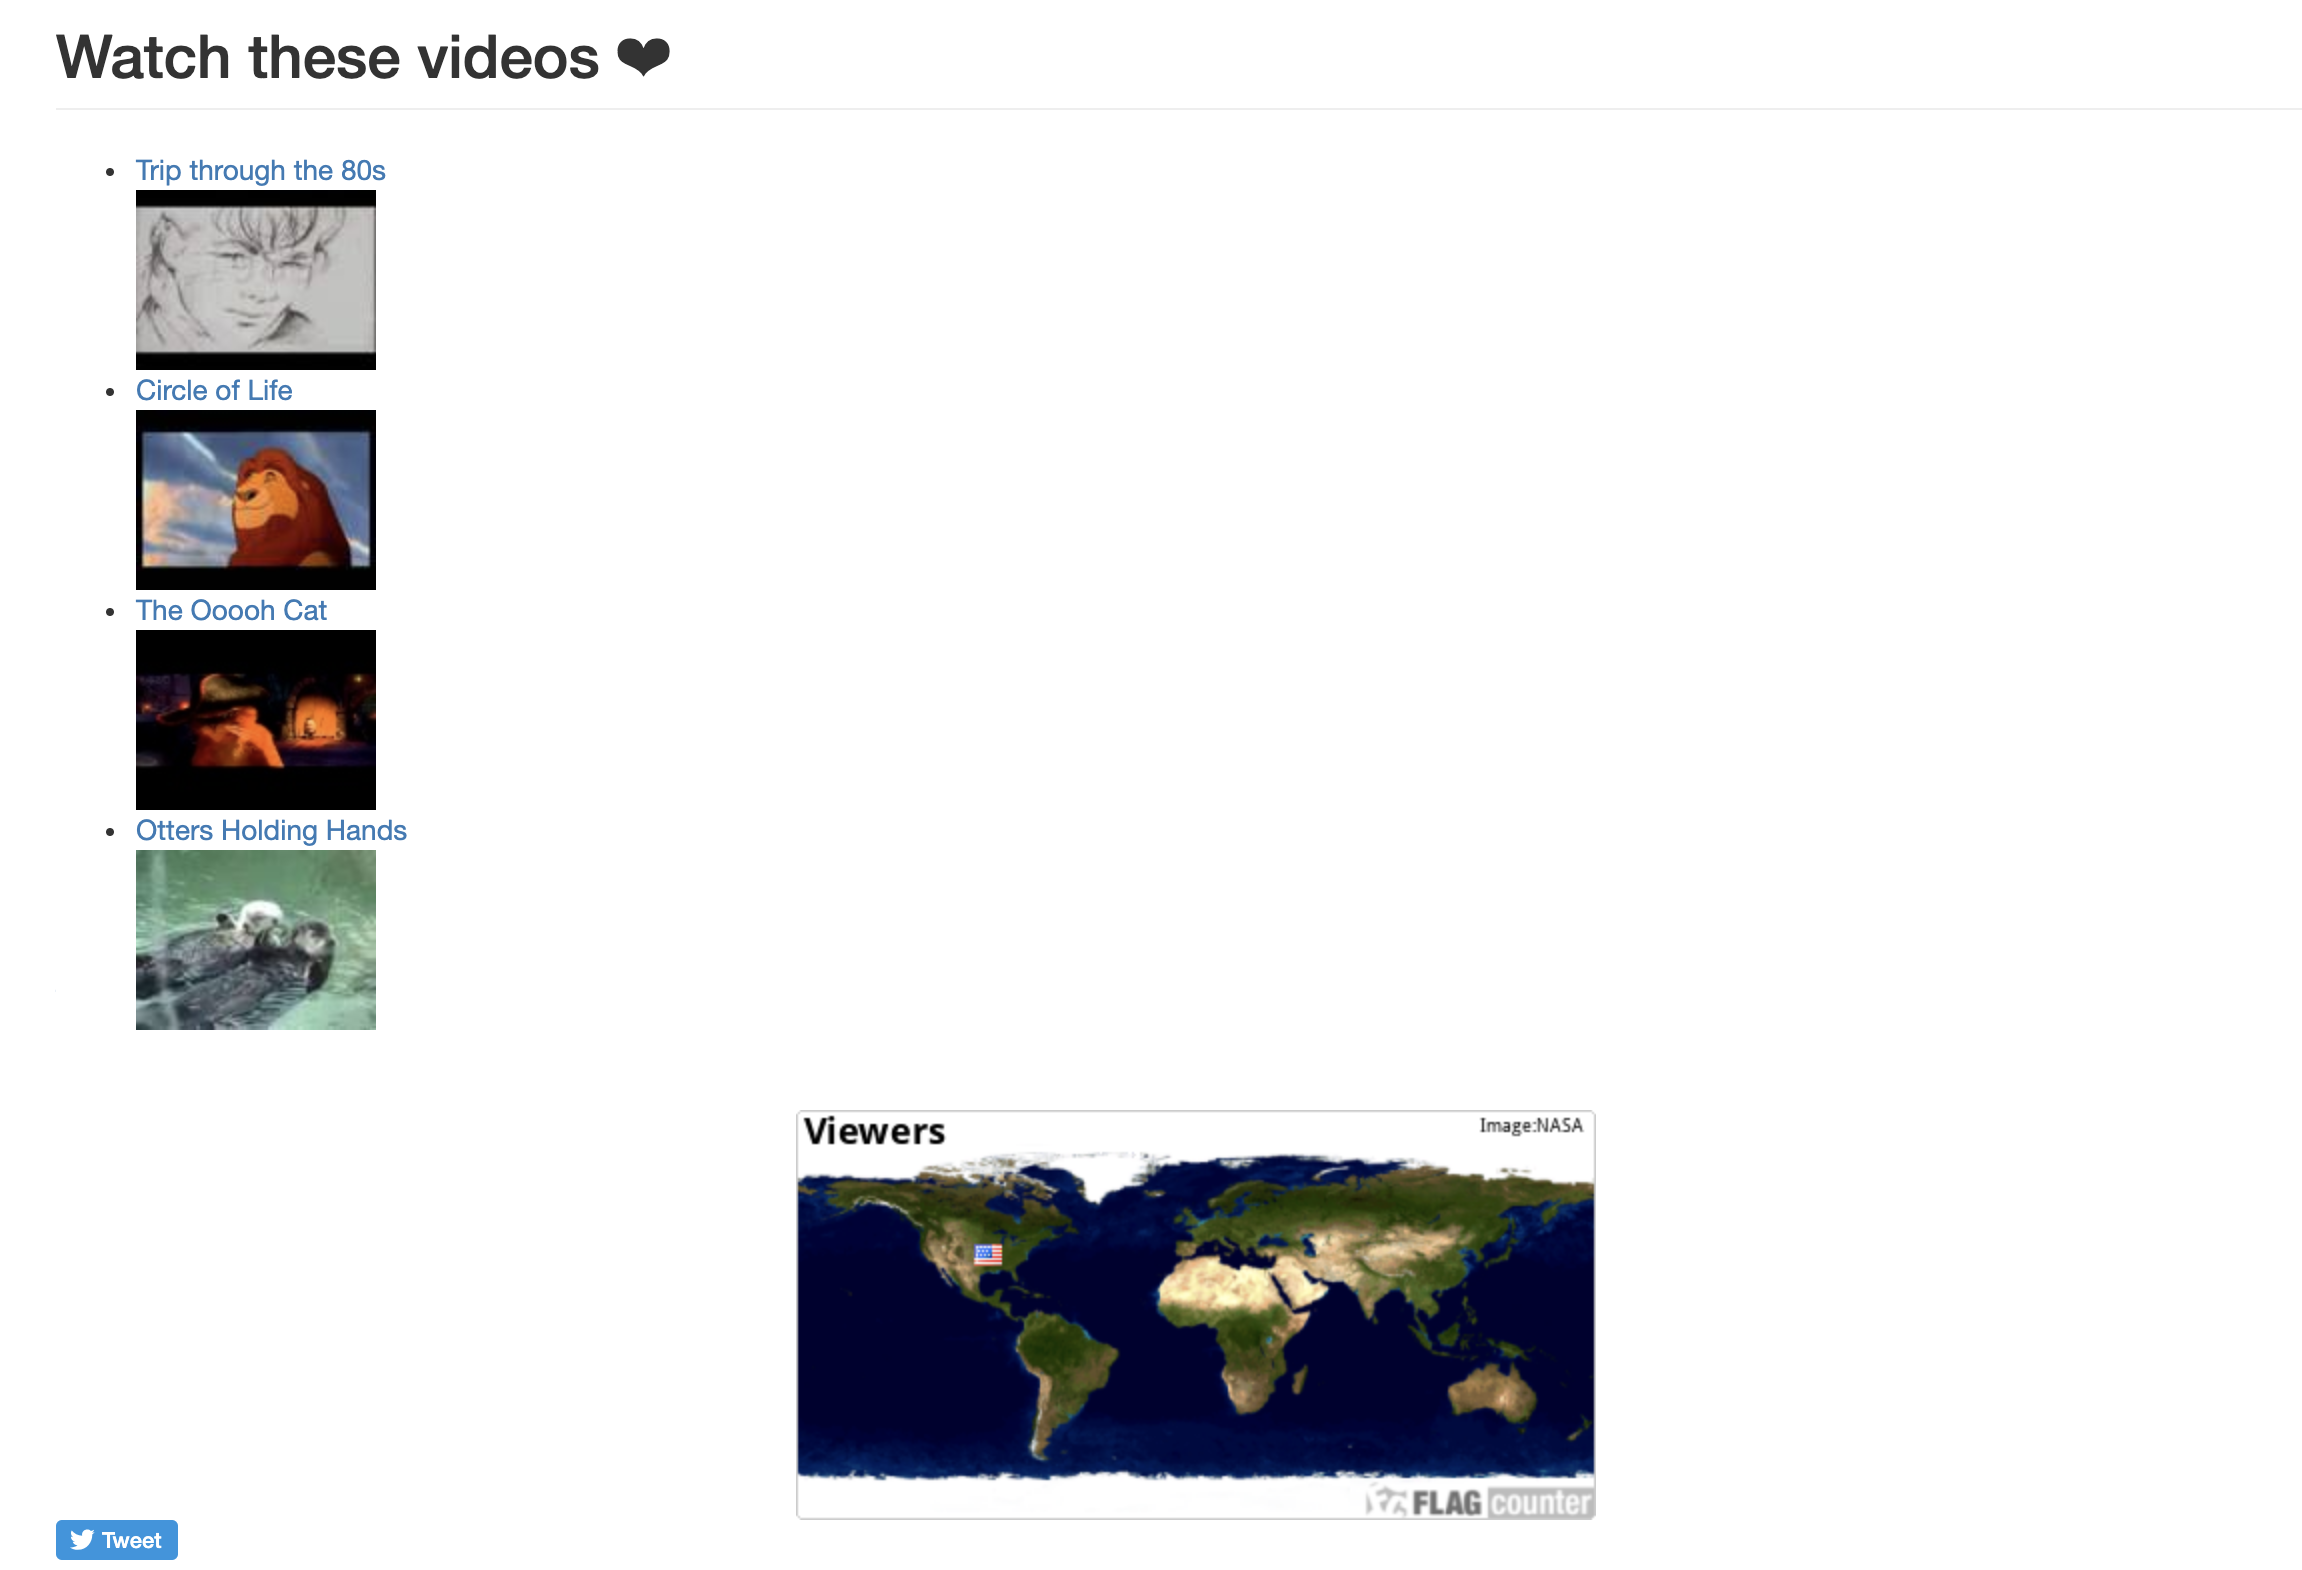 Watch these videos ❤
Trip through the 80s
Circle of Life
The Ooooh Cat
Otters Holding Hands
Viewers
Image:NASA
FC FLAG counter
Tweet